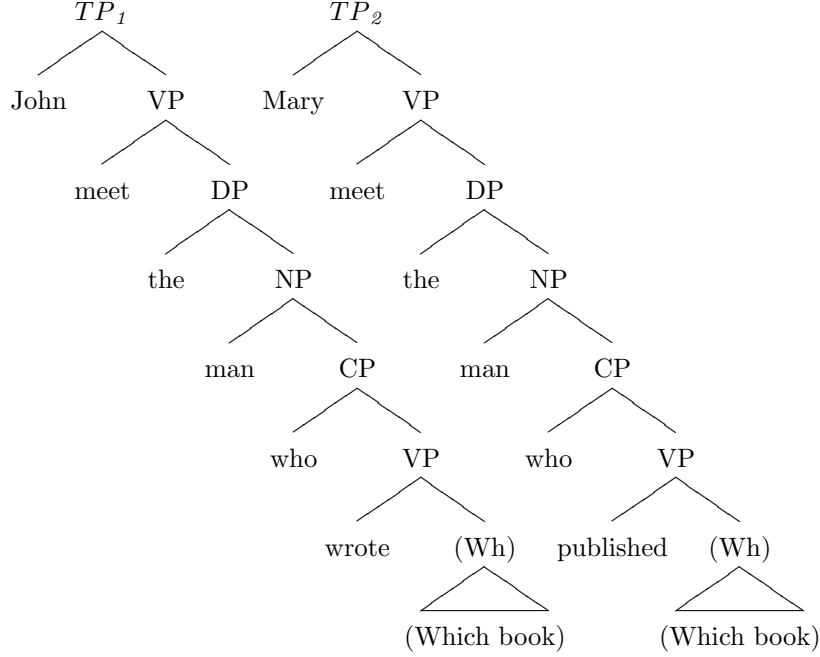 TP1 TP2
John VP Mary VP
meet DP meet DP
the NP the NP
man CP man CP
who VP who VP
wrote (Wh) published (Wh)
(Which book) (Which book)